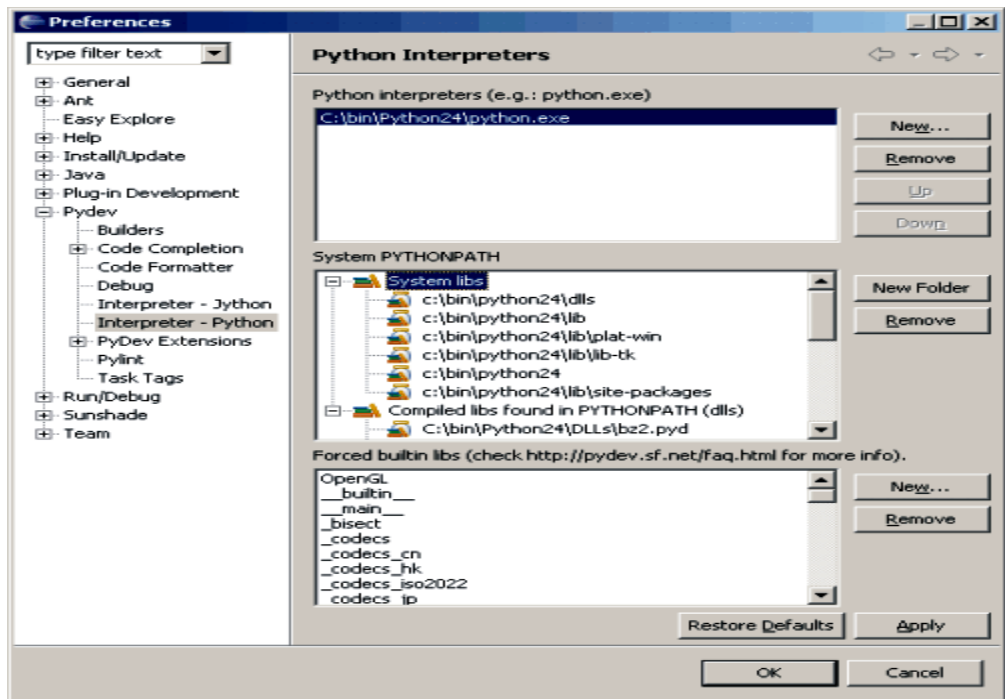 Preferences
type filter text
General
Ant
Easy Explore
Help
Install/Update
Java
Plug-in Development
Pydev
Builders
Code Completion
Code Formatter
Debug
Interpreter - Jython
Interpreter - Python
PyDev Extensions
Pylint
Task Tags
Run/Debug
Sunshade
Team
Python Interpreters
Python interpreters (e.g.: python.exe)
C:\bin\Python24\python.exe
New...
Remove
Up
Down
System PYTHONPATH
System libs
c:\bin\python24\dlls
c:\bin\python24\lib
c:\bin\python24\lib\plat-win
c:\bin\python24\lib\lib-tk
c:\bin\python24
c:\bin\python24\lib\site-packages
Compiled libs found in PYTHONPATH (dlls)
C:\bin\Python24\DLLs\bz2.pyd
New Folder
Remove
Forced builtin libs (check http://pydev.sf.net/faq.html for more info).
OpenGL
__builtin__
__main__
_bisect
_codecs
_codecs_cn
_codecs_hk
_codecs_iso2022
_codecs_jp
New...
Remove
Restore Defaults
Apply
OK
Cancel